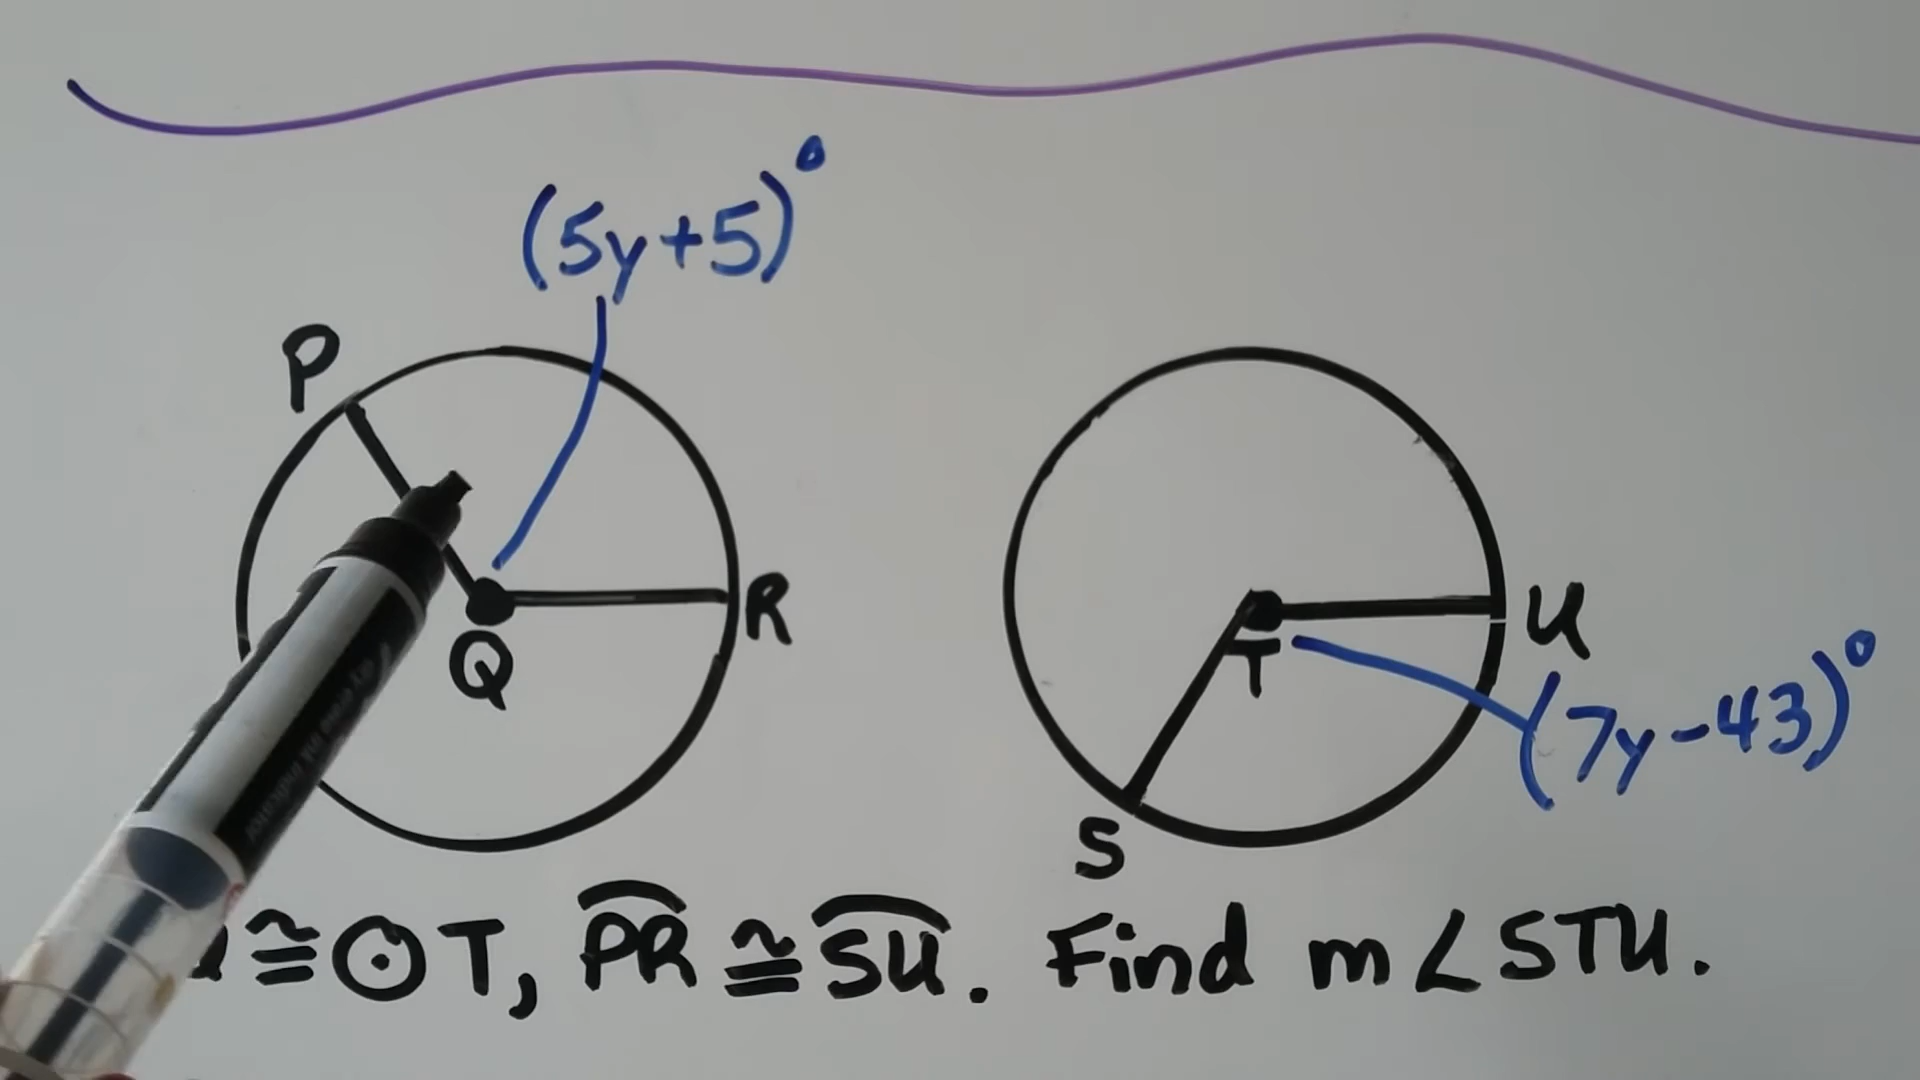 (5y+5)°
P
Q
R
T
U
(7y-43)°
S
≅⊙T, PR≅SU. Find m∠STU.